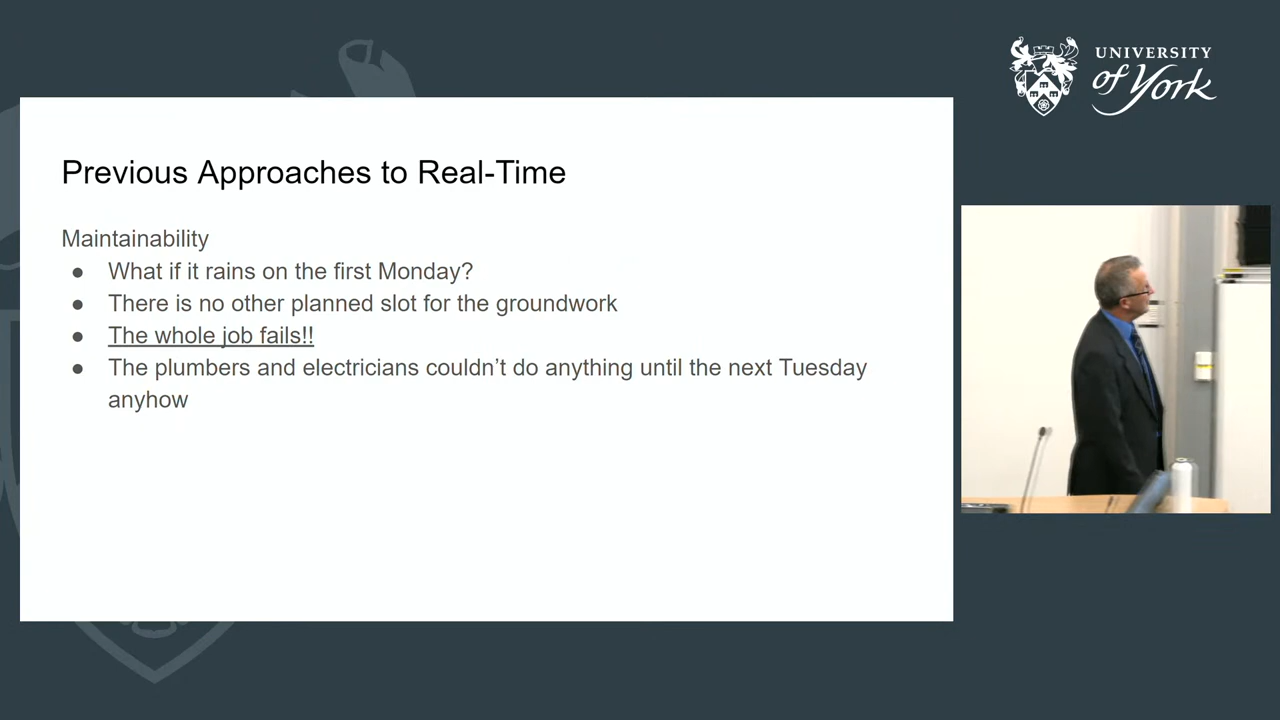 UNIVERSITY
of York
Previous Approaches to Real-Time
Maintainability
● What if it rains on the first Monday?
● There is no other planned slot for the groundwork
● The whole job fails!!
● The plumbers and electricians couldn’t do anything until the next Tuesday
anyhow